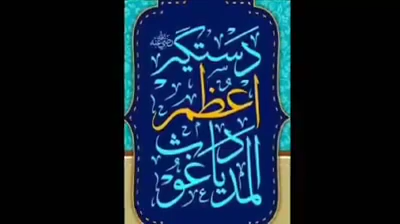 المدد یا غوث
اعظم
دستگیر